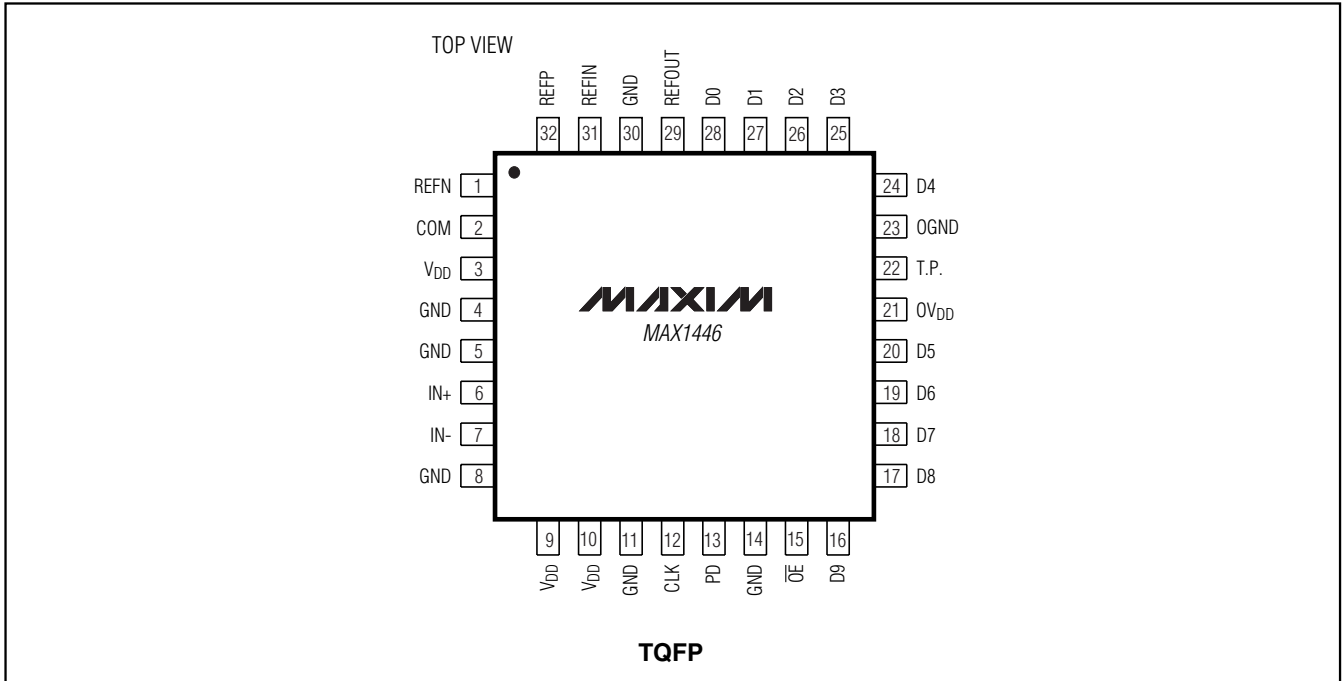 TOP VIEW
REFP REFIN GND REFOUT D0 D1 D2 D3
32 31 30 29 28 27 26 25
REFN 1
COM 2
VDD 3
GND 4
GND 5
IN+ 6
IN- 7
GND 8
MAXIM
MAX1446
24 D4
23 OGND
22 T.P.
21 OVDD
20 D5
19 D6
18 D7
17 D8
9 10 11 12 13 14 15 16
VDD VDD GND CLK PD GND O̅E̅ D9
TQFP